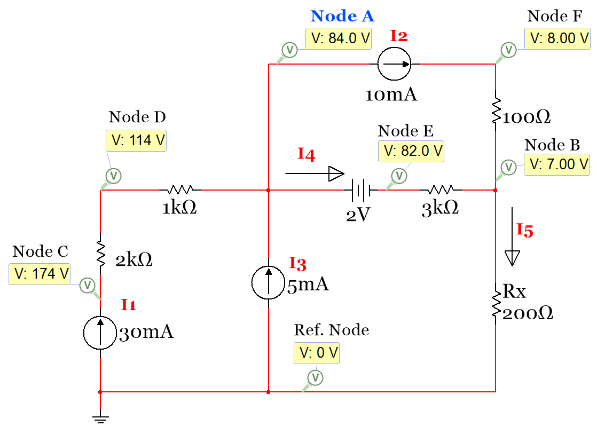 Node A
V: 84.0 V
I2
10mA
Node F
V: 8.00 V
100Ω
Node D
V: 114 V
Node E
V: 82.0 V
Node B
V: 7.00 V
I4
1kΩ
2V
3kΩ
I5
Node C
V: 174 V
2kΩ
I1
30mA
I3
5mA
Rx
200Ω
Ref. Node
V: 0 V
V
V
V
V
V
V
V
V